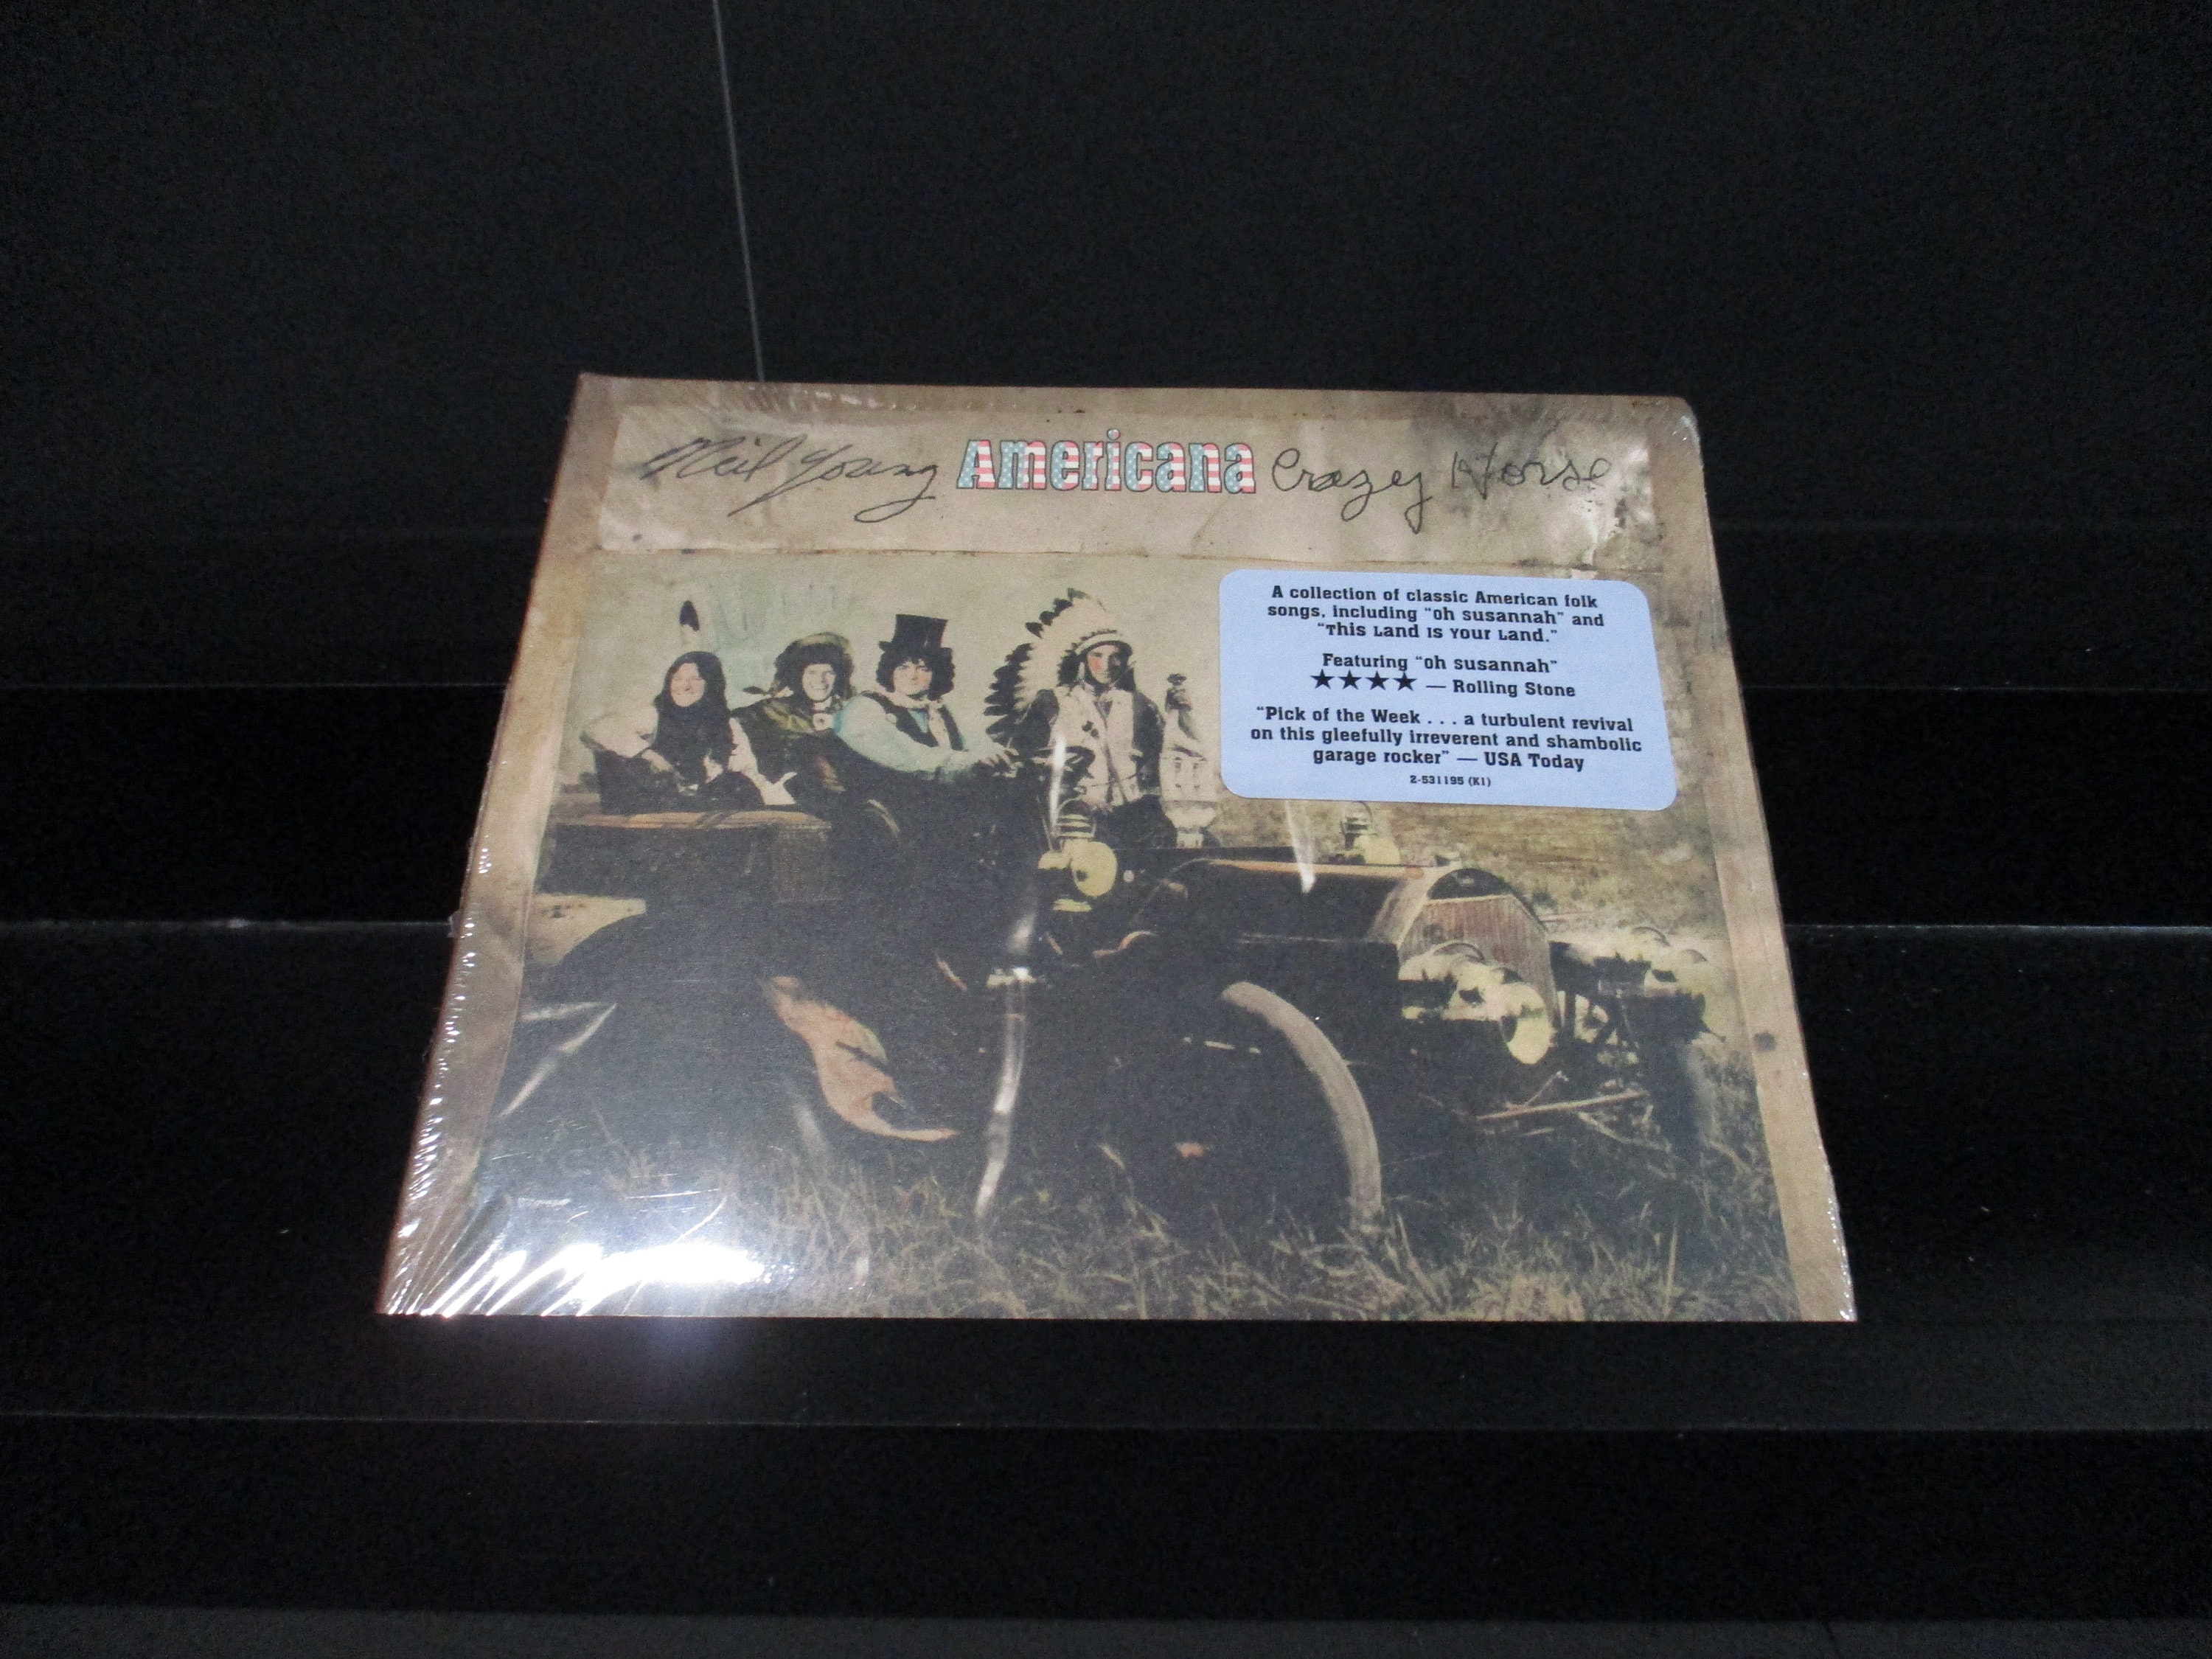 Neil Young Americana Crazy Horse
A collection of classic American folk
songs, including "oh susannah" and
"This Land Is Your Land."
Featuring "oh susannah"
★★★★ — Rolling Stone
"Pick of the Week . . . a turbulent revival
on this gleefully irreverent and shambolic
garage rocker" — USA Today
2-531195 (K1)